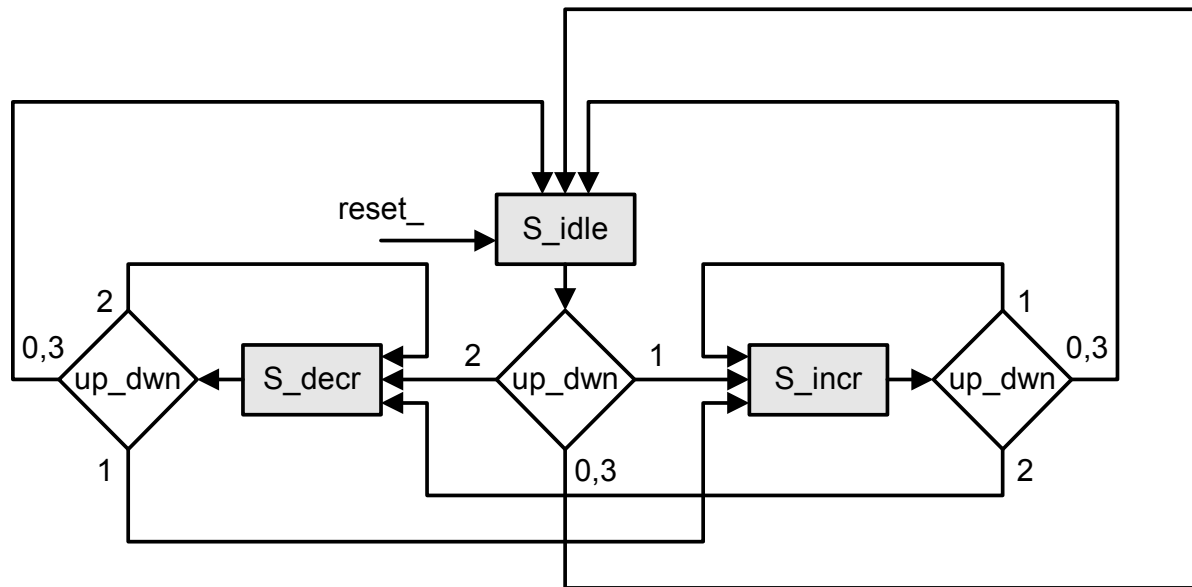 reset_
S_idle
2
1
0,3
2
1
0,3
up_dwn
S_decr
up_dwn
S_incr
up_dwn
1
0,3
2